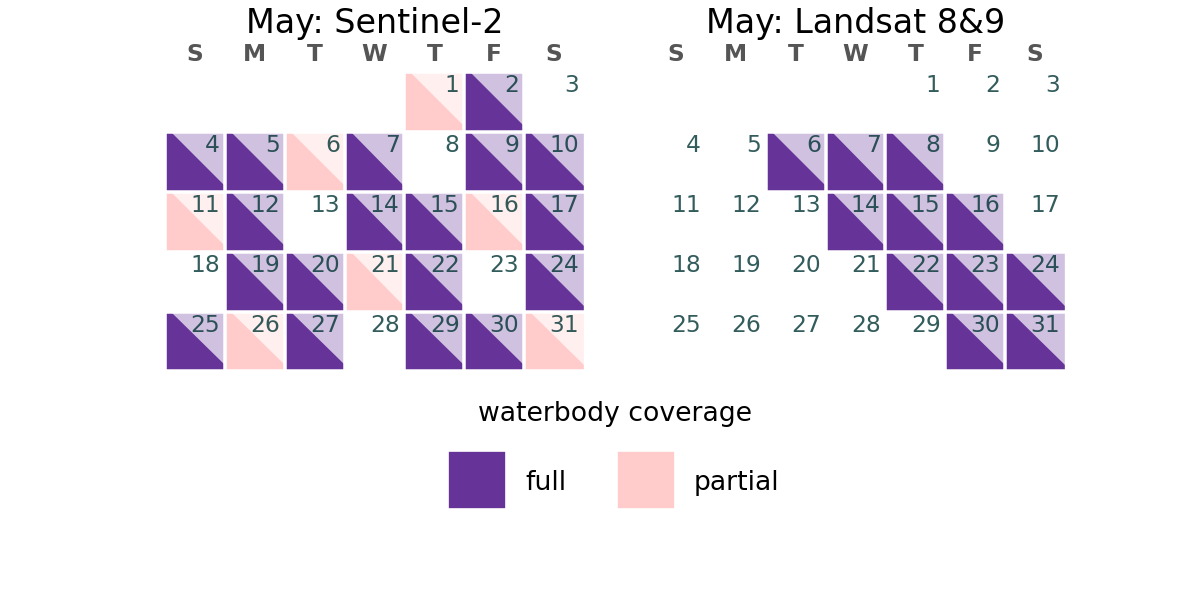 May: Sentinel-2
S M T W T F S
1 2 3
4 5 6 7 8 9 10
11 12 13 14 15 16 17
18 19 20 21 22 23 24
25 26 27 28 29 30 31
May: Landsat 8&9
S M T W T F S
1 2 3
4 5 6 7 8 9 10
11 12 13 14 15 16 17
18 19 20 21 22 23 24
25 26 27 28 29 30 31
waterbody coverage
full partial